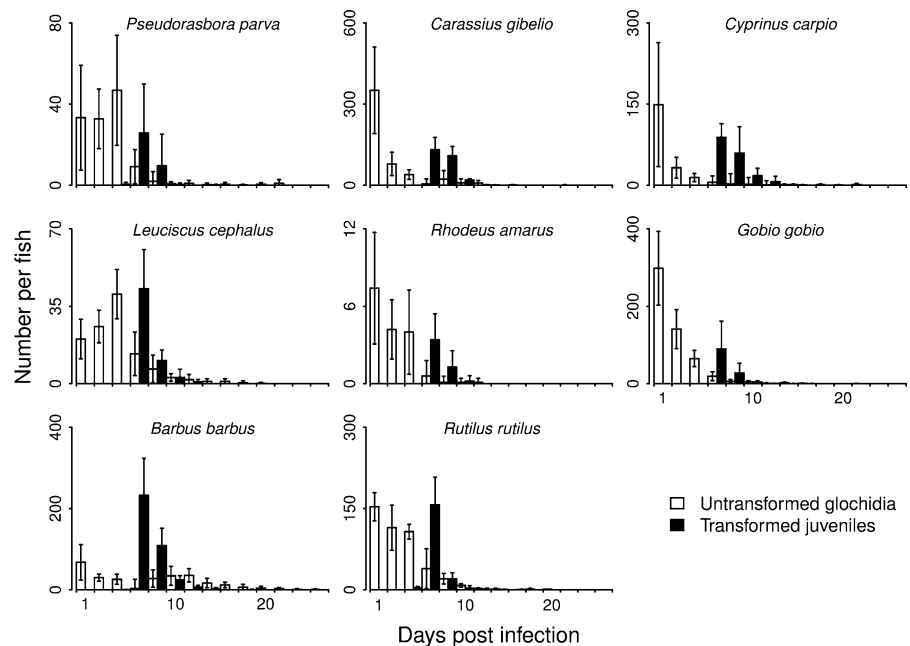 Pseudorasbora parva
Carassius gibelio
Cyprinus carpio
80
40
0
600
300
0
300
150
0
Leuciscus cephalus
Rhodeus amarus
Gobio gobio
70
35
0
12
6
0
400
200
0
1
10
20
Number per fish
Barbus barbus
Rutilus rutilus
400
200
0
300
150
0
1
10
20
1
10
20
Untransformed glochidia
Transformed juveniles
Days post infection